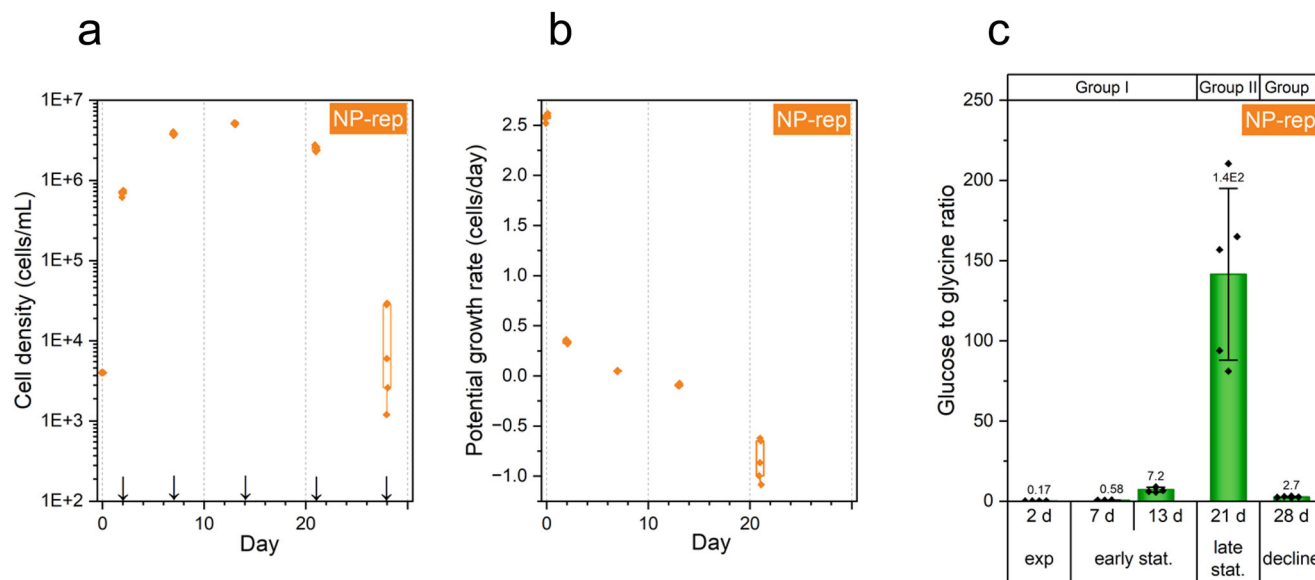 a
b
c
NP-rep
1E+7
1E+6
1E+5
1E+4
1E+3
1E+2
Cell density (cells/mL)
0
10
20
Day
NP-rep
2.5
2.0
1.5
1.0
0.5
0.0
−0.5
−1.0
Potential growth rate (cells/day)
0
10
20
Day
Group I
Group II
Group
NP-rep
250
200
150
100
50
0
Glucose to glycine ratio
0.17
0.58
7.2
1.4E2
2.7
2 d
7 d
13 d
21 d
28 d
exp
early stat.
late
stat.
decline